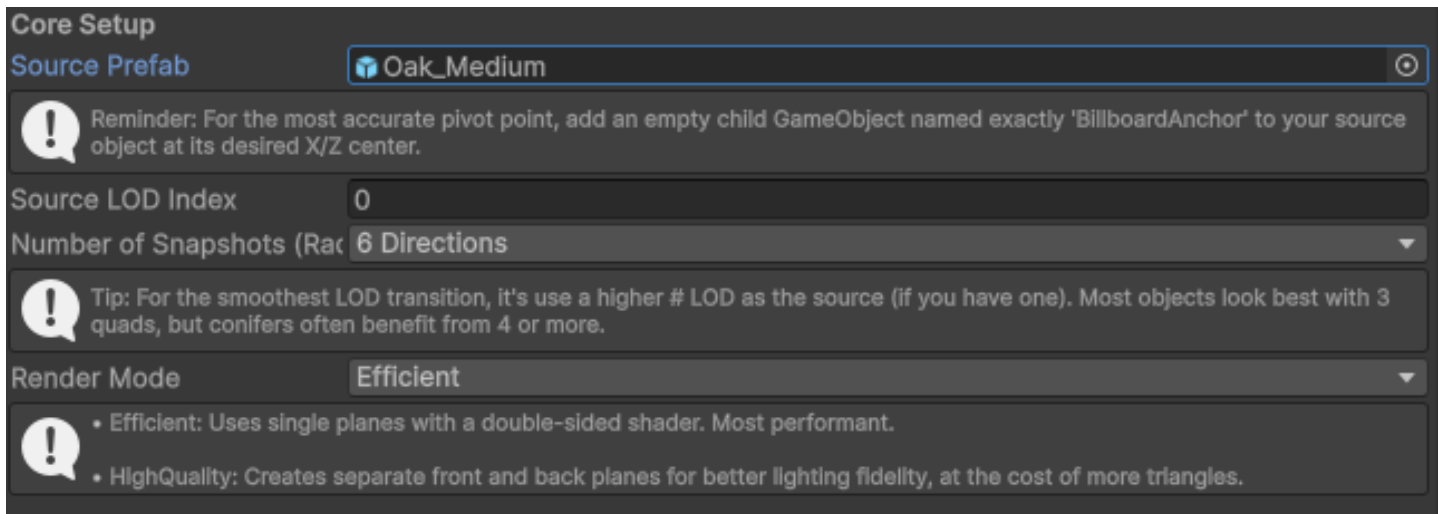 Core Setup
Source Prefab Oak_Medium
Reminder: For the most accurate pivot point, add an empty child GameObject named exactly 'BillboardAnchor' to your source
object at its desired X/Z center.
Source LOD Index 0
Number of Snapshots (Rac 6 Directions
Tip: For the smoothest LOD transition, it's use a higher # LOD as the source (if you have one). Most objects look best with 3
quads, but conifers often benefit from 4 or more.
Render Mode Efficient
• Efficient: Uses single planes with a double-sided shader. Most performant.
• HighQuality: Creates separate front and back planes for better lighting fidelity, at the cost of more triangles.